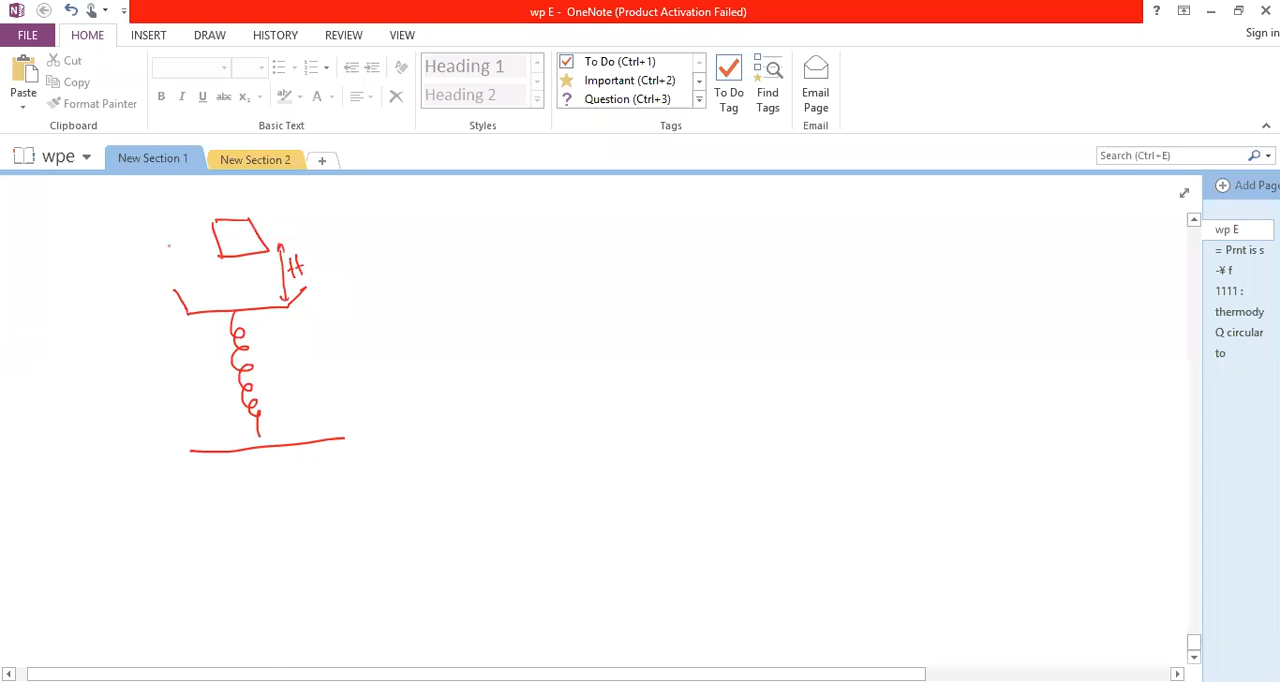 wp E - OneNote (Product Activation Failed)
?
Sign in
FILE HOME INSERT DRAW HISTORY REVIEW VIEW
Paste
Cut
Copy
Format Painter
Clipboard
B I U abc X₂ ab A
Basic Text
Heading 1
Heading 2
Styles
To Do (Ctrl+1)
Important (Ctrl+2)
? Question (Ctrl+3)
To Do Tag
Find Tags
Tags
Email Page
Email
wpe
New Section 1
New Section 2
+
Search (Ctrl+E)
Add Page
wp E
= Prnt is s
-¥ f
1111 :
thermody
Q circular
to
H